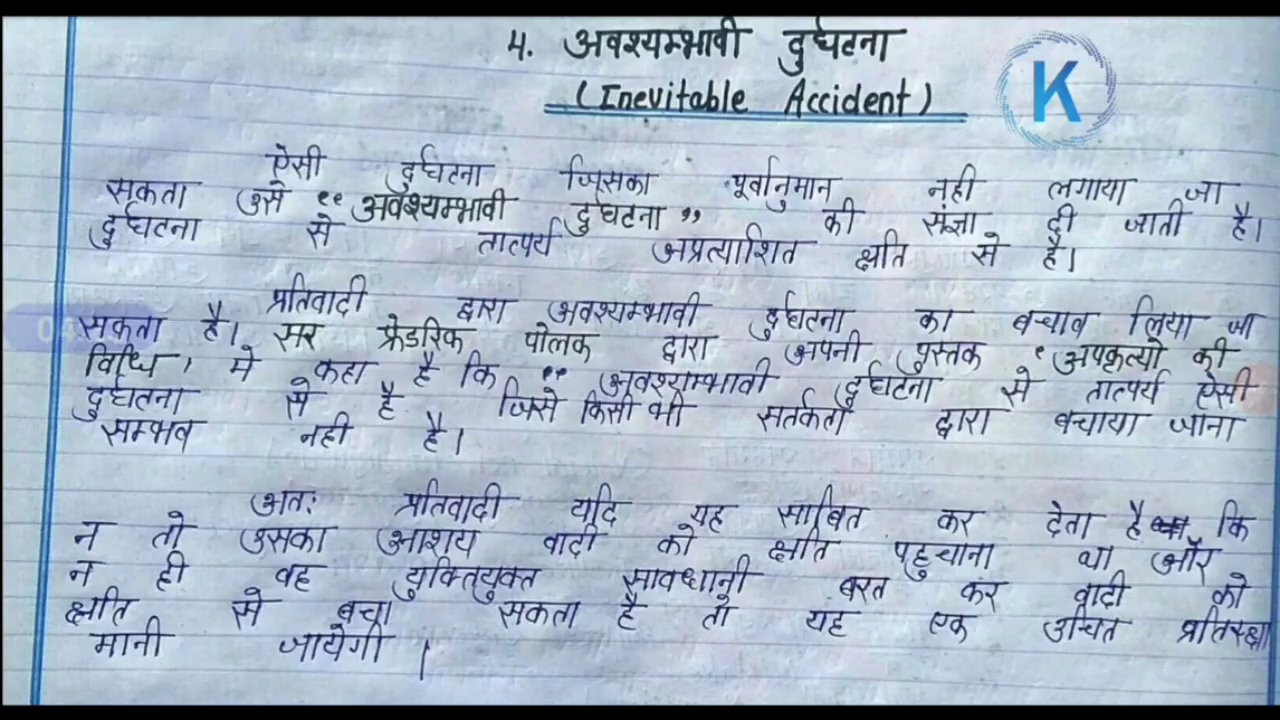 4. अवश्यम्भावी दुर्घटना
(Inevitable Accident)
K
ऐसी दुर्घटना जिसका पूर्वानुमान नही लगाया जा
सकता उसे "अवश्यम्भावी दुर्घटना" की संज्ञा दी जाती है।
दुर्घटना से तात्पर्य अप्रत्याशित क्षति से है।
प्रतिवादी द्वारा अवश्यम्भावी दुर्घटना का बचाव लिया जा
सकता है। सर फ्रेडरिक पोलक द्वारा अपनी पुस्तक 'अपकृत्यो की
विधि' मे कहा है कि "अवश्यम्भावी दुर्घटना से तात्पर्य ऐसी
दुर्घटना से है जिसे किसी भी सतर्कता द्वारा बचाया जाना
सम्भव नही है।
अतः प्रतिवादी यदि यह साबित कर देता है कि
न तो उसका आशय वादी को क्षति पहुचाना था और
न ही वह युक्तियुक्त सावधानी बरत कर वादी को
क्षति से बचा सकता है तो यह एक उचित प्रतिरक्षा
मानी जायेगी।